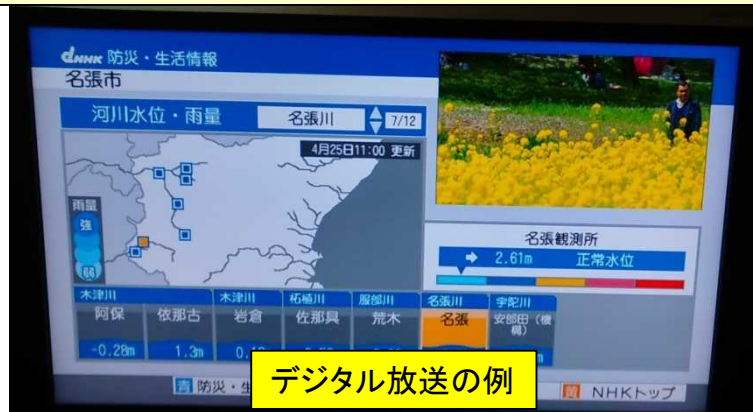 dNHK 防災・生活情報
名張市
河川水位・雨量 名張川 7/12
4月25日11:00 更新
雨量
強
弱
名張観測所
2.61m 正常水位
木津川 木津川 柘植川 服部川 名張川 宇陀川
阿保 依那古 岩倉 佐那具 荒木 名張 安部田(横
-0.28m 1.3m
青 防災・生
黄 NHKトップ
デジタル放送の例